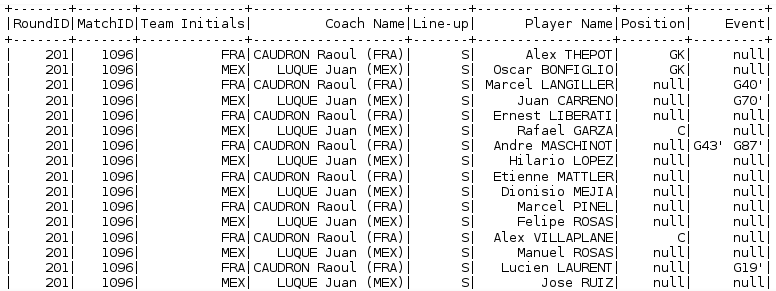 +-------+-------+-------------+-------------------+-------+-----------------+--------+---------+
|RoundID|MatchID|Team Initials|         Coach Name|Line-up|      Player Name|Position|    Event|
+-------+-------+-------------+-------------------+-------+-----------------+--------+---------+
|    201|   1096|          FRA|CAUDRON Raoul (FRA)|      S|      Alex THEPOT|      GK|     null|
|    201|   1096|          MEX|   LUQUE Juan (MEX)|      S|  Oscar BONFIGLIO|      GK|     null|
|    201|   1096|          FRA|CAUDRON Raoul (FRA)|      S| Marcel LANGILLER|    null|     G40'|
|    201|   1096|          MEX|   LUQUE Juan (MEX)|      S|     Juan CARRENO|    null|     G70'|
|    201|   1096|          FRA|CAUDRON Raoul (FRA)|      S|  Ernest LIBERATI|    null|     null|
|    201|   1096|          MEX|   LUQUE Juan (MEX)|      S|     Rafael GARZA|       C|     null|
|    201|   1096|          FRA|CAUDRON Raoul (FRA)|      S|  Andre MASCHINOT|    null|G43' G87'|
|    201|   1096|          MEX|   LUQUE Juan (MEX)|      S|    Hilario LOPEZ|    null|     null|
|    201|   1096|          FRA|CAUDRON Raoul (FRA)|      S|  Etienne MATTLER|    null|     null|
|    201|   1096|          MEX|   LUQUE Juan (MEX)|      S|   Dionisio MEJIA|    null|     null|
|    201|   1096|          FRA|CAUDRON Raoul (FRA)|      S|     Marcel PINEL|    null|     null|
|    201|   1096|          MEX|   LUQUE Juan (MEX)|      S|     Felipe ROSAS|    null|     null|
|    201|   1096|          FRA|CAUDRON Raoul (FRA)|      S|  Alex VILLAPLANE|       C|     null|
|    201|   1096|          MEX|   LUQUE Juan (MEX)|      S|     Manuel ROSAS|    null|     null|
|    201|   1096|          FRA|CAUDRON Raoul (FRA)|      S|   Lucien LAURENT|    null|     G19'|
|    201|   1096|          MEX|   LUQUE Juan (MEX)|      S|        Jose RUIZ|    null|     null|